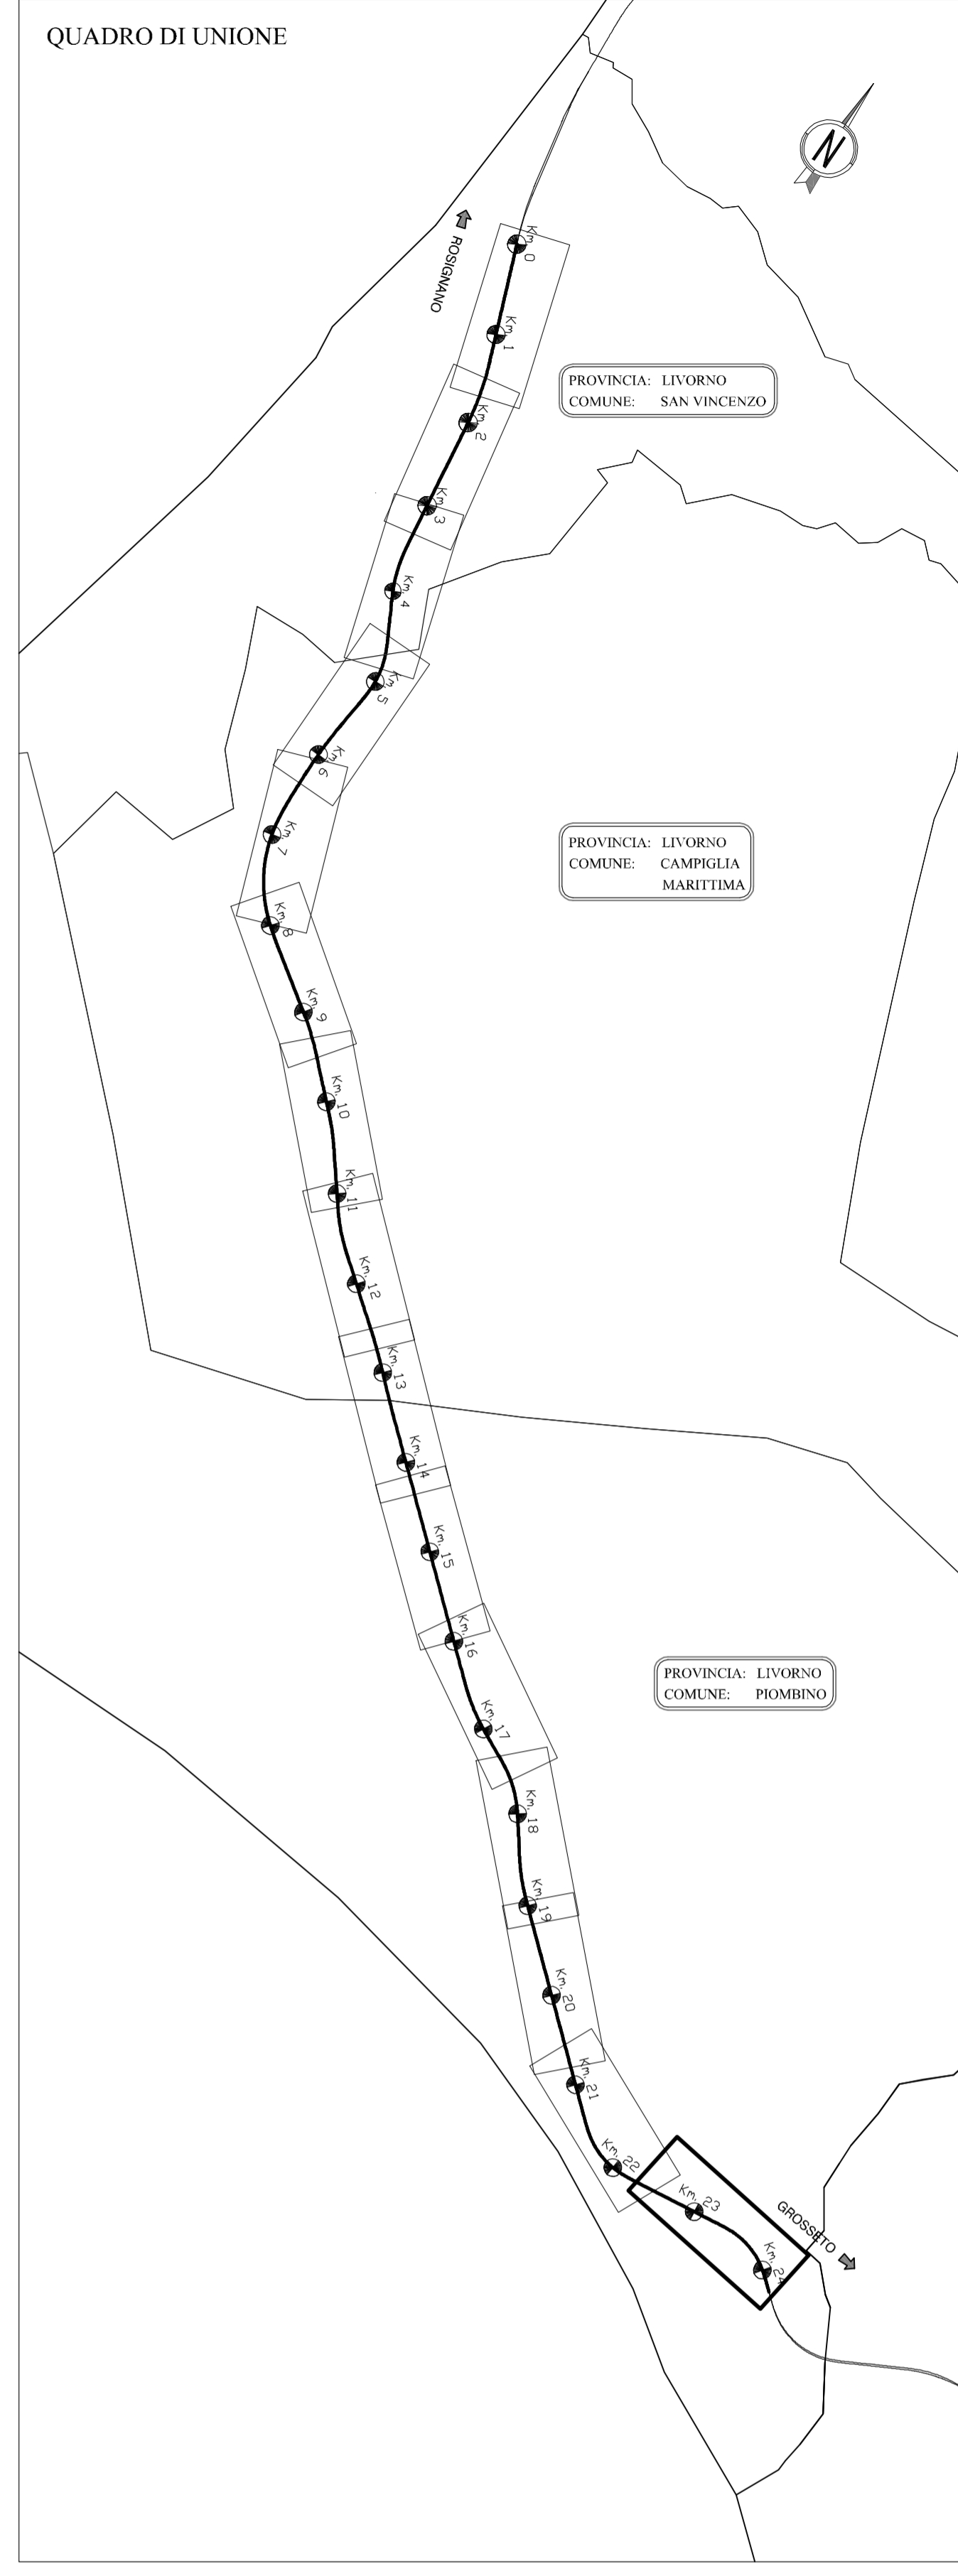 QUADRO DI UNIONE
N
ROSIGNANO
Km. 0
Km. 1
PROVINCIA: LIVORNO
COMUNE: SAN VINCENZO
Km. 2
Km. 3
Km. 4
Km. 5
Km. 6
Km. 7
PROVINCIA: LIVORNO
COMUNE: CAMPIGLIA
MARITTIMA
Km. 8
Km. 9
Km. 10
Km. 11
Km. 12
Km. 13
Km. 14
Km. 15
Km. 16
PROVINCIA: LIVORNO
COMUNE: PIOMBINO
Km. 17
Km. 18
Km. 19
Km. 20
Km. 21
Km. 22
Km. 23
GROSSETO
Km. 24